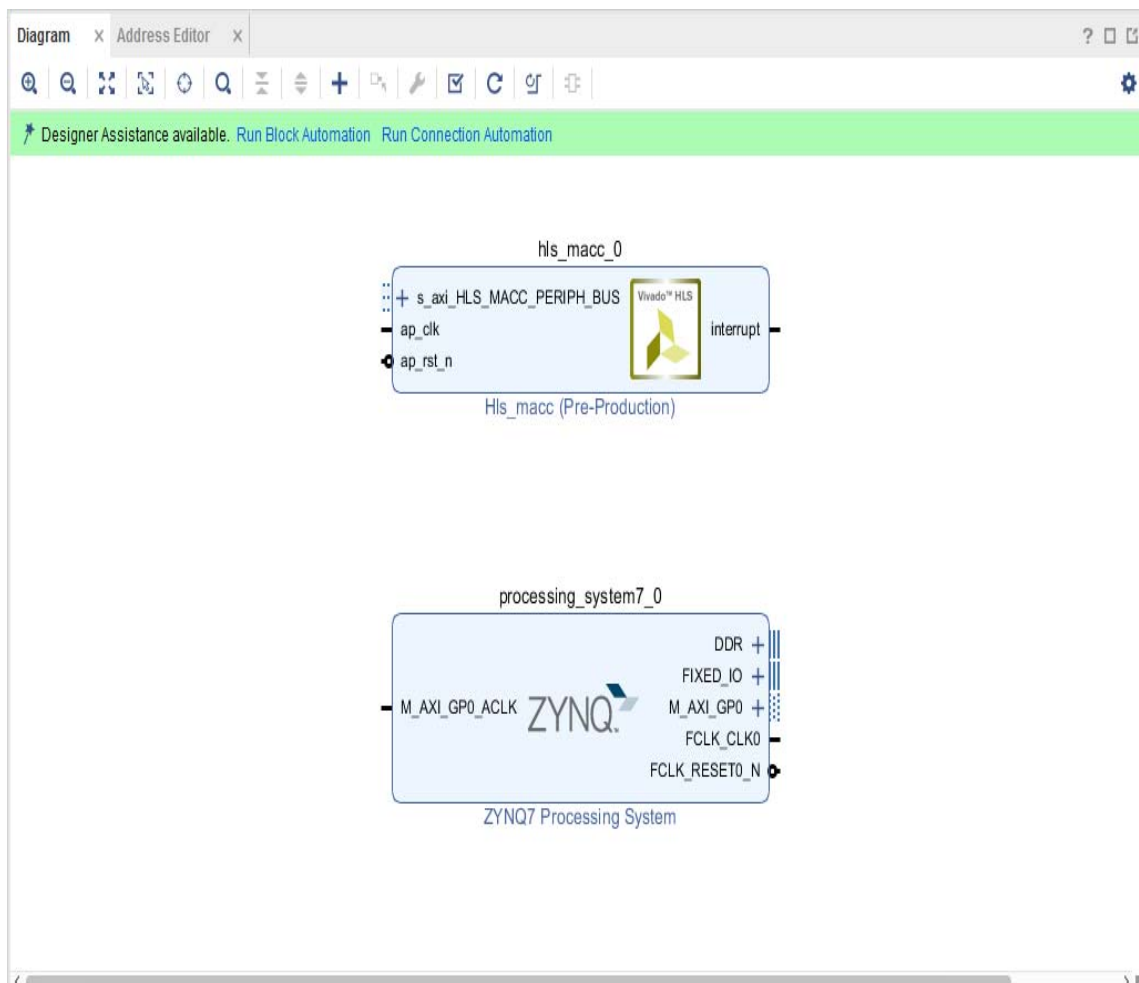 Diagram × Address Editor ×
Designer Assistance available. Run Block Automation Run Connection Automation
hls_macc_0
s_axi_HLS_MACC_PERIPH_BUS
Vivado™ HLS
ap_clk
interrupt
ap_rst_n
Hls_macc (Pre-Production)
processing_system7_0
DDR
FIXED_IO
M_AXI_GP0_ACLK
ZYNQ
M_AXI_GP0
FCLK_CLK0
FCLK_RESET0_N
ZYNQ7 Processing System